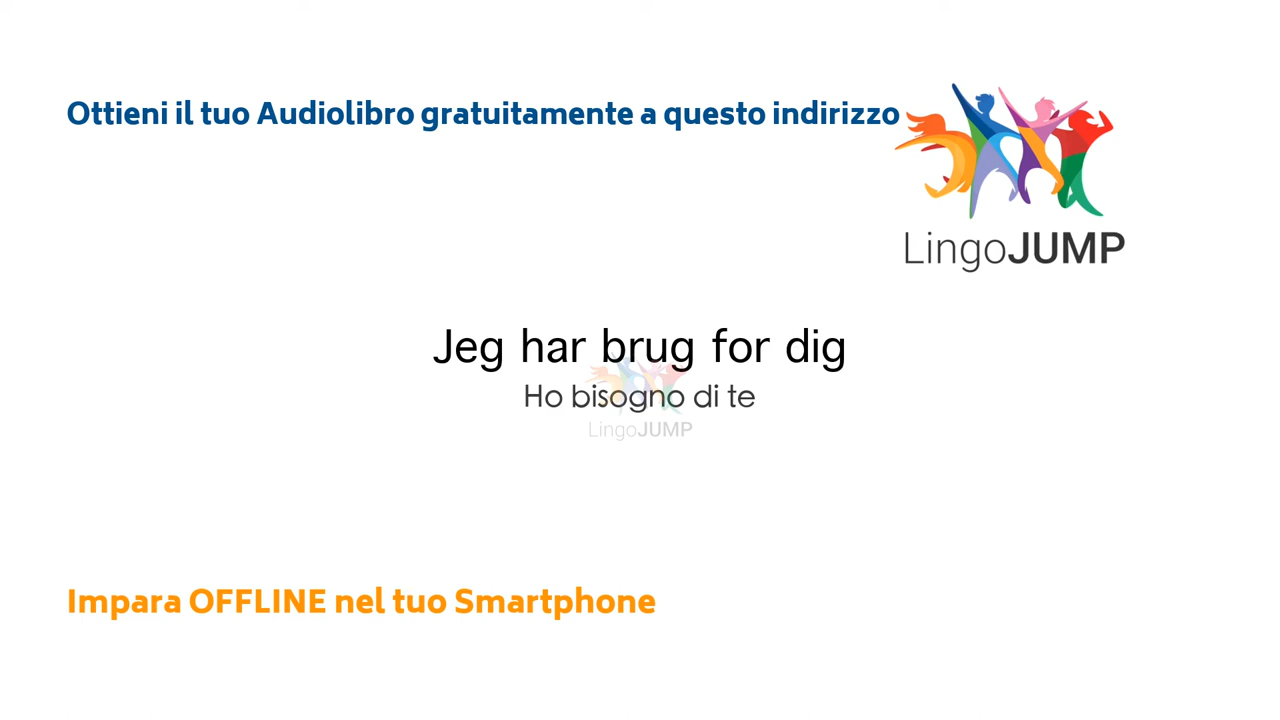 Ottieni il tuo Audiolibro gratuitamente a questo indirizzo
LingoJUMP
Jeg har brug for dig
Ho bisogno di te
LingoJUMP
Impara OFFLINE nel tuo Smartphone